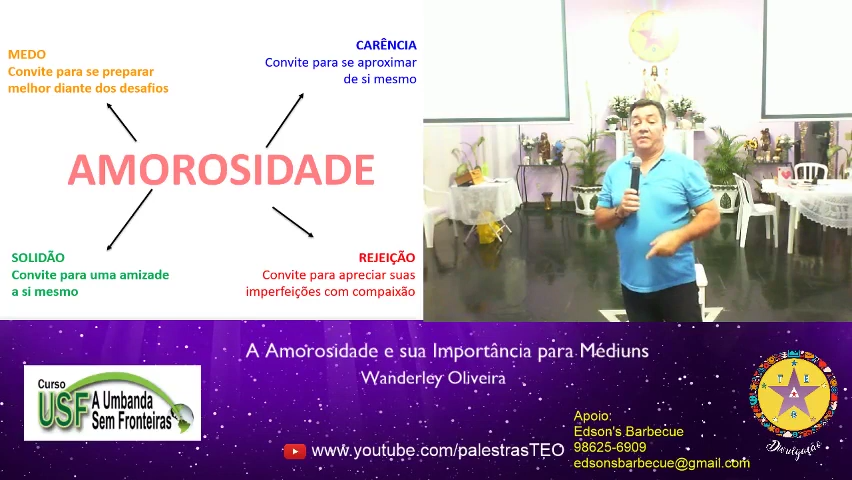 MEDO
Convite para se preparar
melhor diante dos desafios
CARÊNCIA
Convite para se aproximar
de si mesmo
AMOROSIDADE
SOLIDÃO
Convite para uma amizade
a si mesmo
REJEIÇÃO
Convite para apreciar suas
imperfeições com compaixão
A Amorosidade e sua Importância para Médiuns
Wanderley Oliveira
Curso
USF A Umbanda
Sem Fronteiras
www.youtube.com/palestrasTEO
Apoio:
Edson's Barbecue
98625-6909
edsonsbarbecue@gmail.com
Divulgação